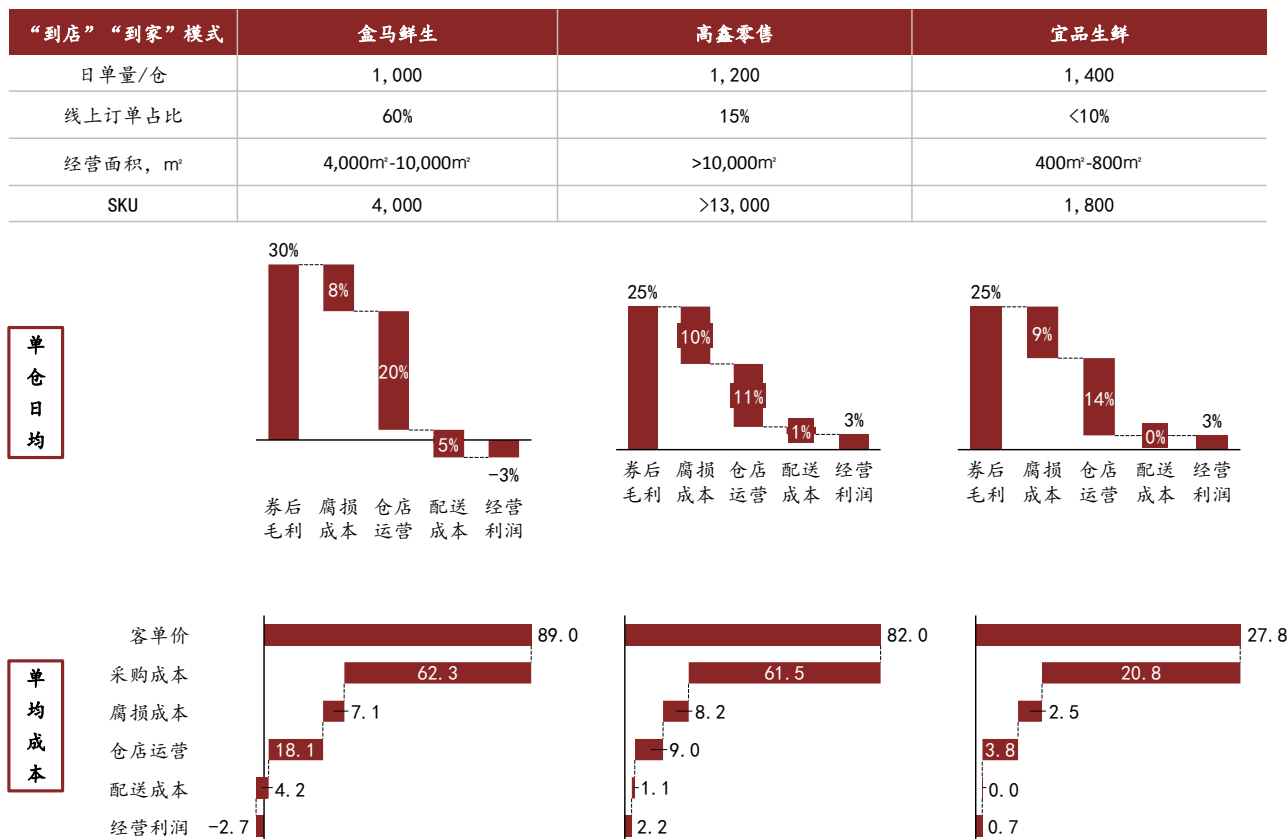 “到店”“到家”模式 盒马鲜生 高鑫零售 宜品生鲜
日单量/仓 1,000 1,200 1,400
线上订单占比 60% 15% <10%
经营面积，㎡ 4,000㎡-10,000㎡ >10,000㎡ 400㎡-800㎡
SKU 4,000 >13,000 1,800
单仓日均
30%
8%
20%
5%
-3%
券后毛利 腐损成本 仓店运营 配送成本 经营利润
25%
10%
11%
1%
3%
券后毛利 腐损成本 仓店运营 配送成本 经营利润
25%
9%
14%
0%
3%
券后毛利 腐损成本 仓店运营 配送成本 经营利润
单均成本
客单价 89.0 82.0 27.8
采购成本 62.3 61.5 20.8
腐损成本 7.1 8.2 2.5
仓店运营 18.1 9.0 3.8
配送成本 4.2 1.1 0.0
经营利润 -2.7 2.2 0.7